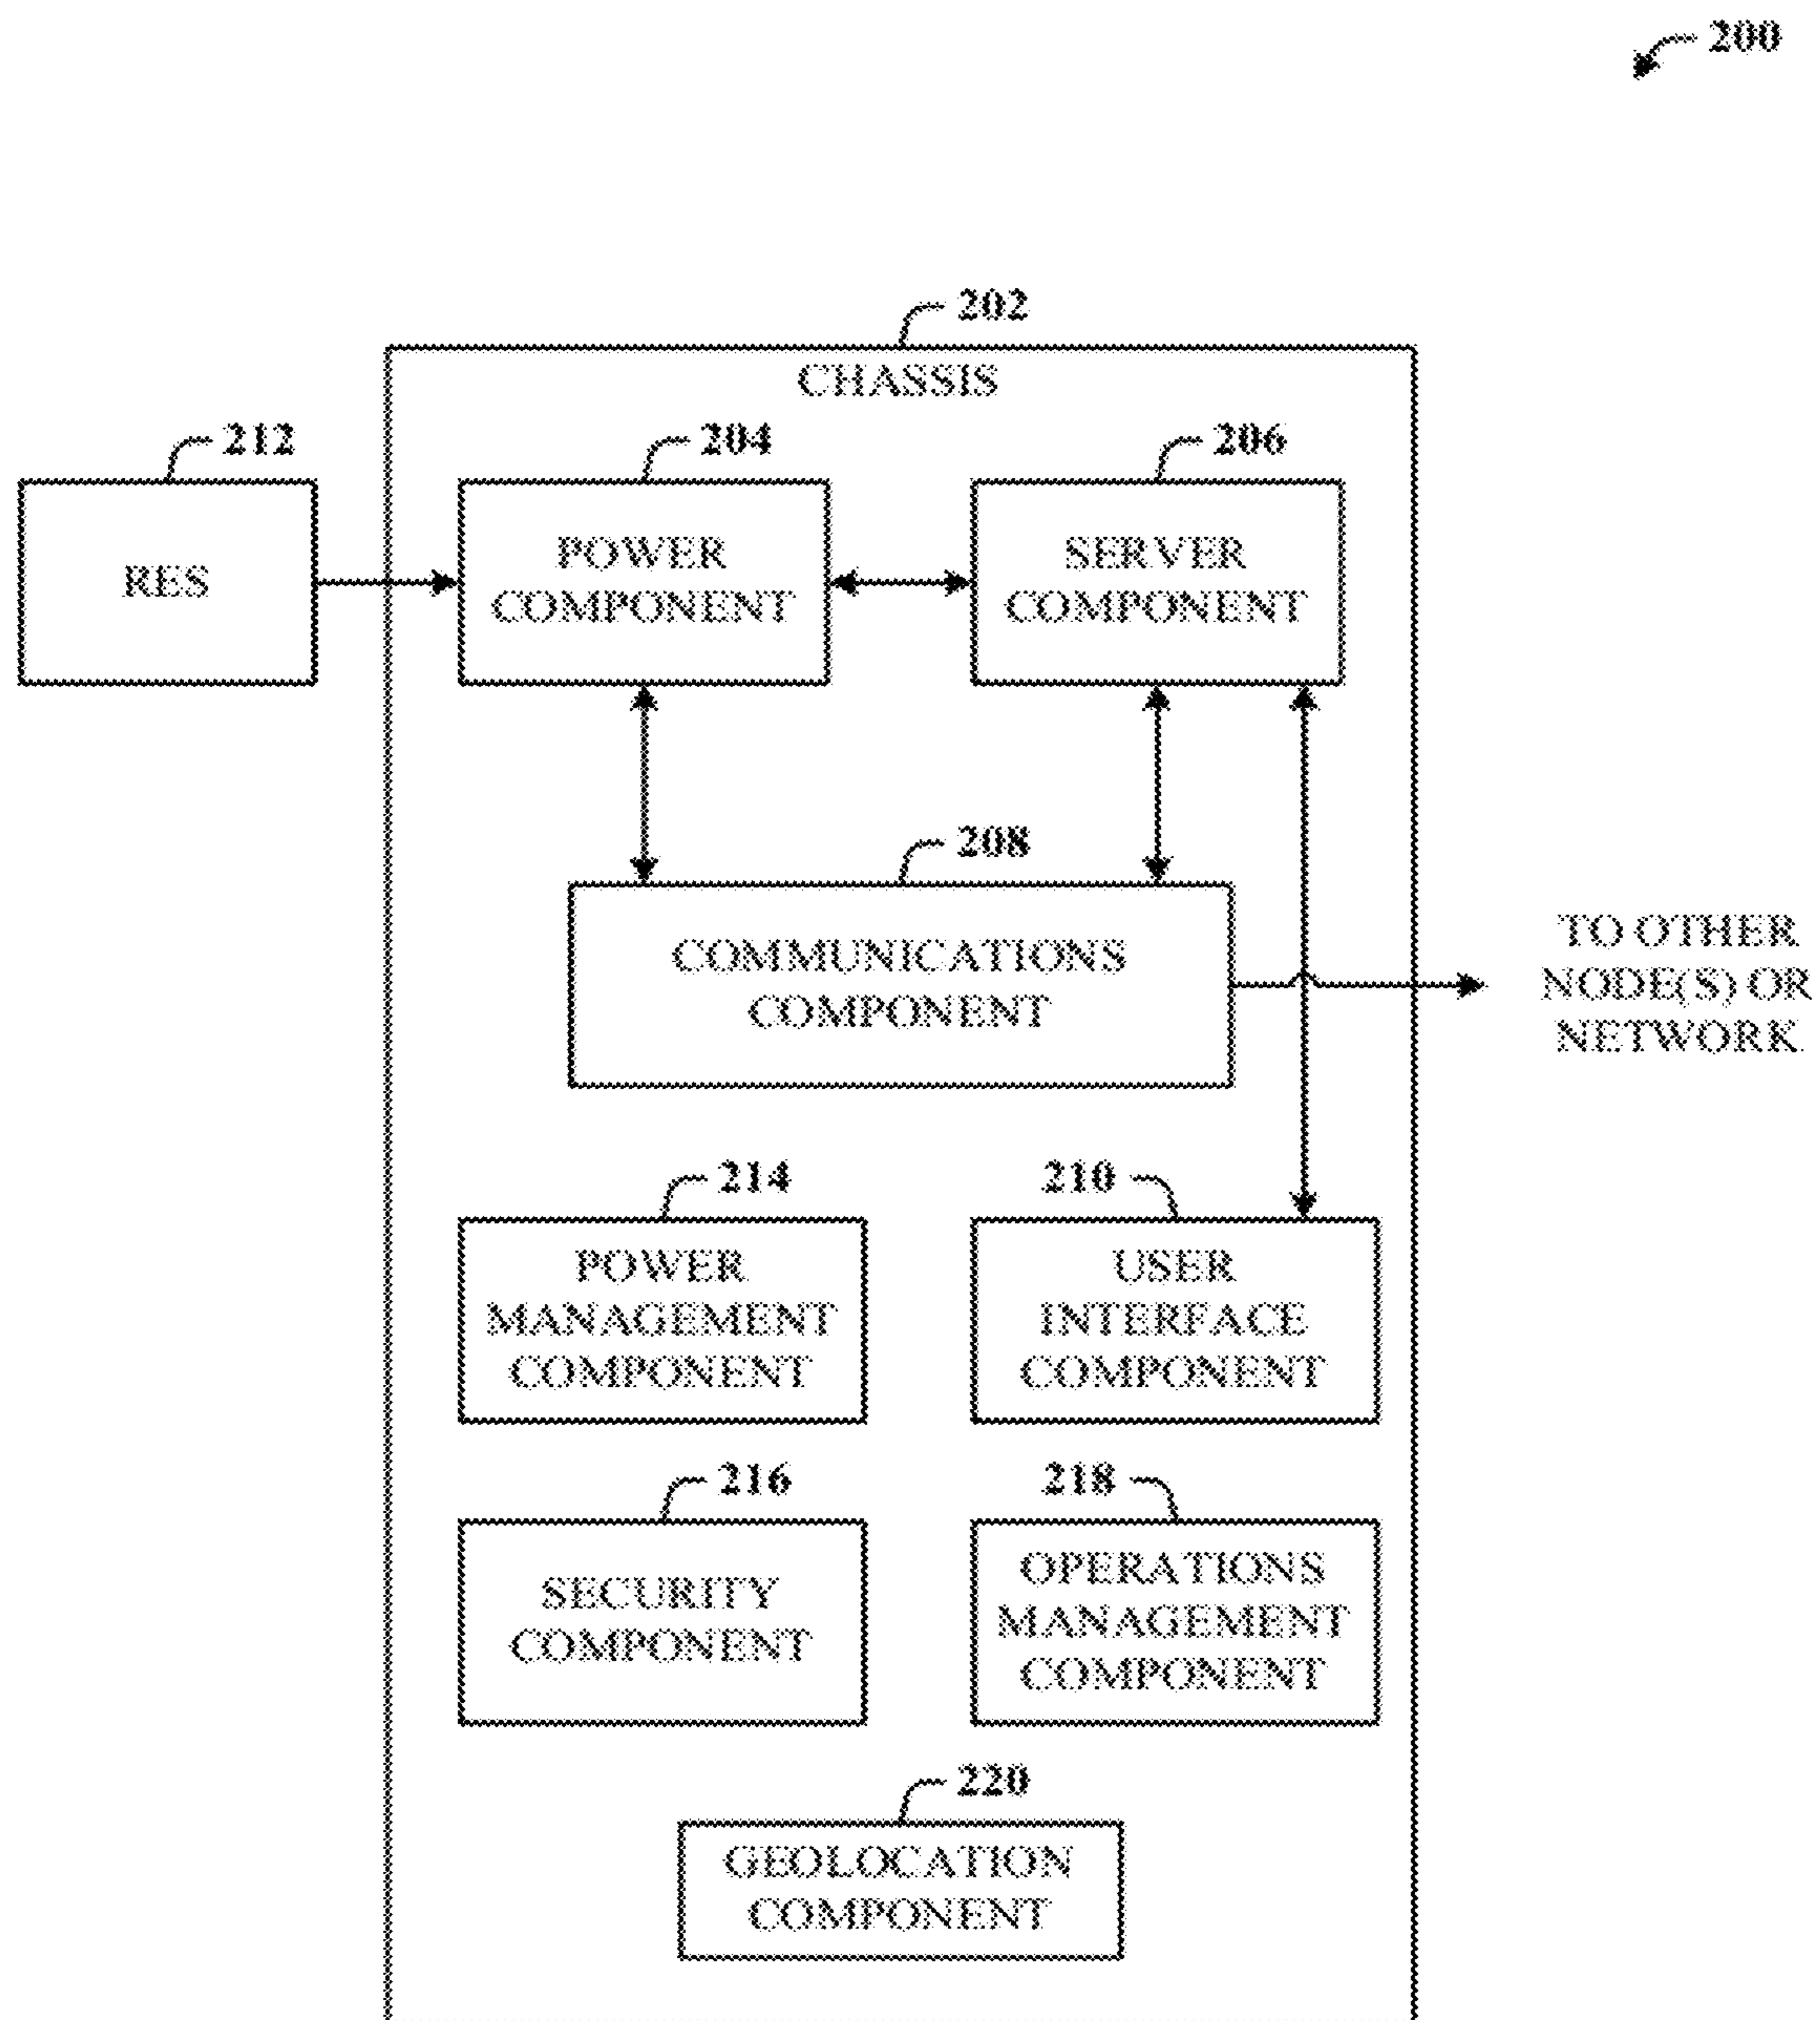 200
202
CHASSIS
212
204
206
RES
POWER
COMPONENT
SERVER
COMPONENT
208
COMMUNICATIONS
COMPONENT
TO OTHER
NODE(S) OR
NETWORK
214
210
POWER
MANAGEMENT
COMPONENT
USER
INTERFACE
COMPONENT
216
218
SECURITY
COMPONENT
OPERATIONS
MANAGEMENT
COMPONENT
220
GEOLOCATION
COMPONENT